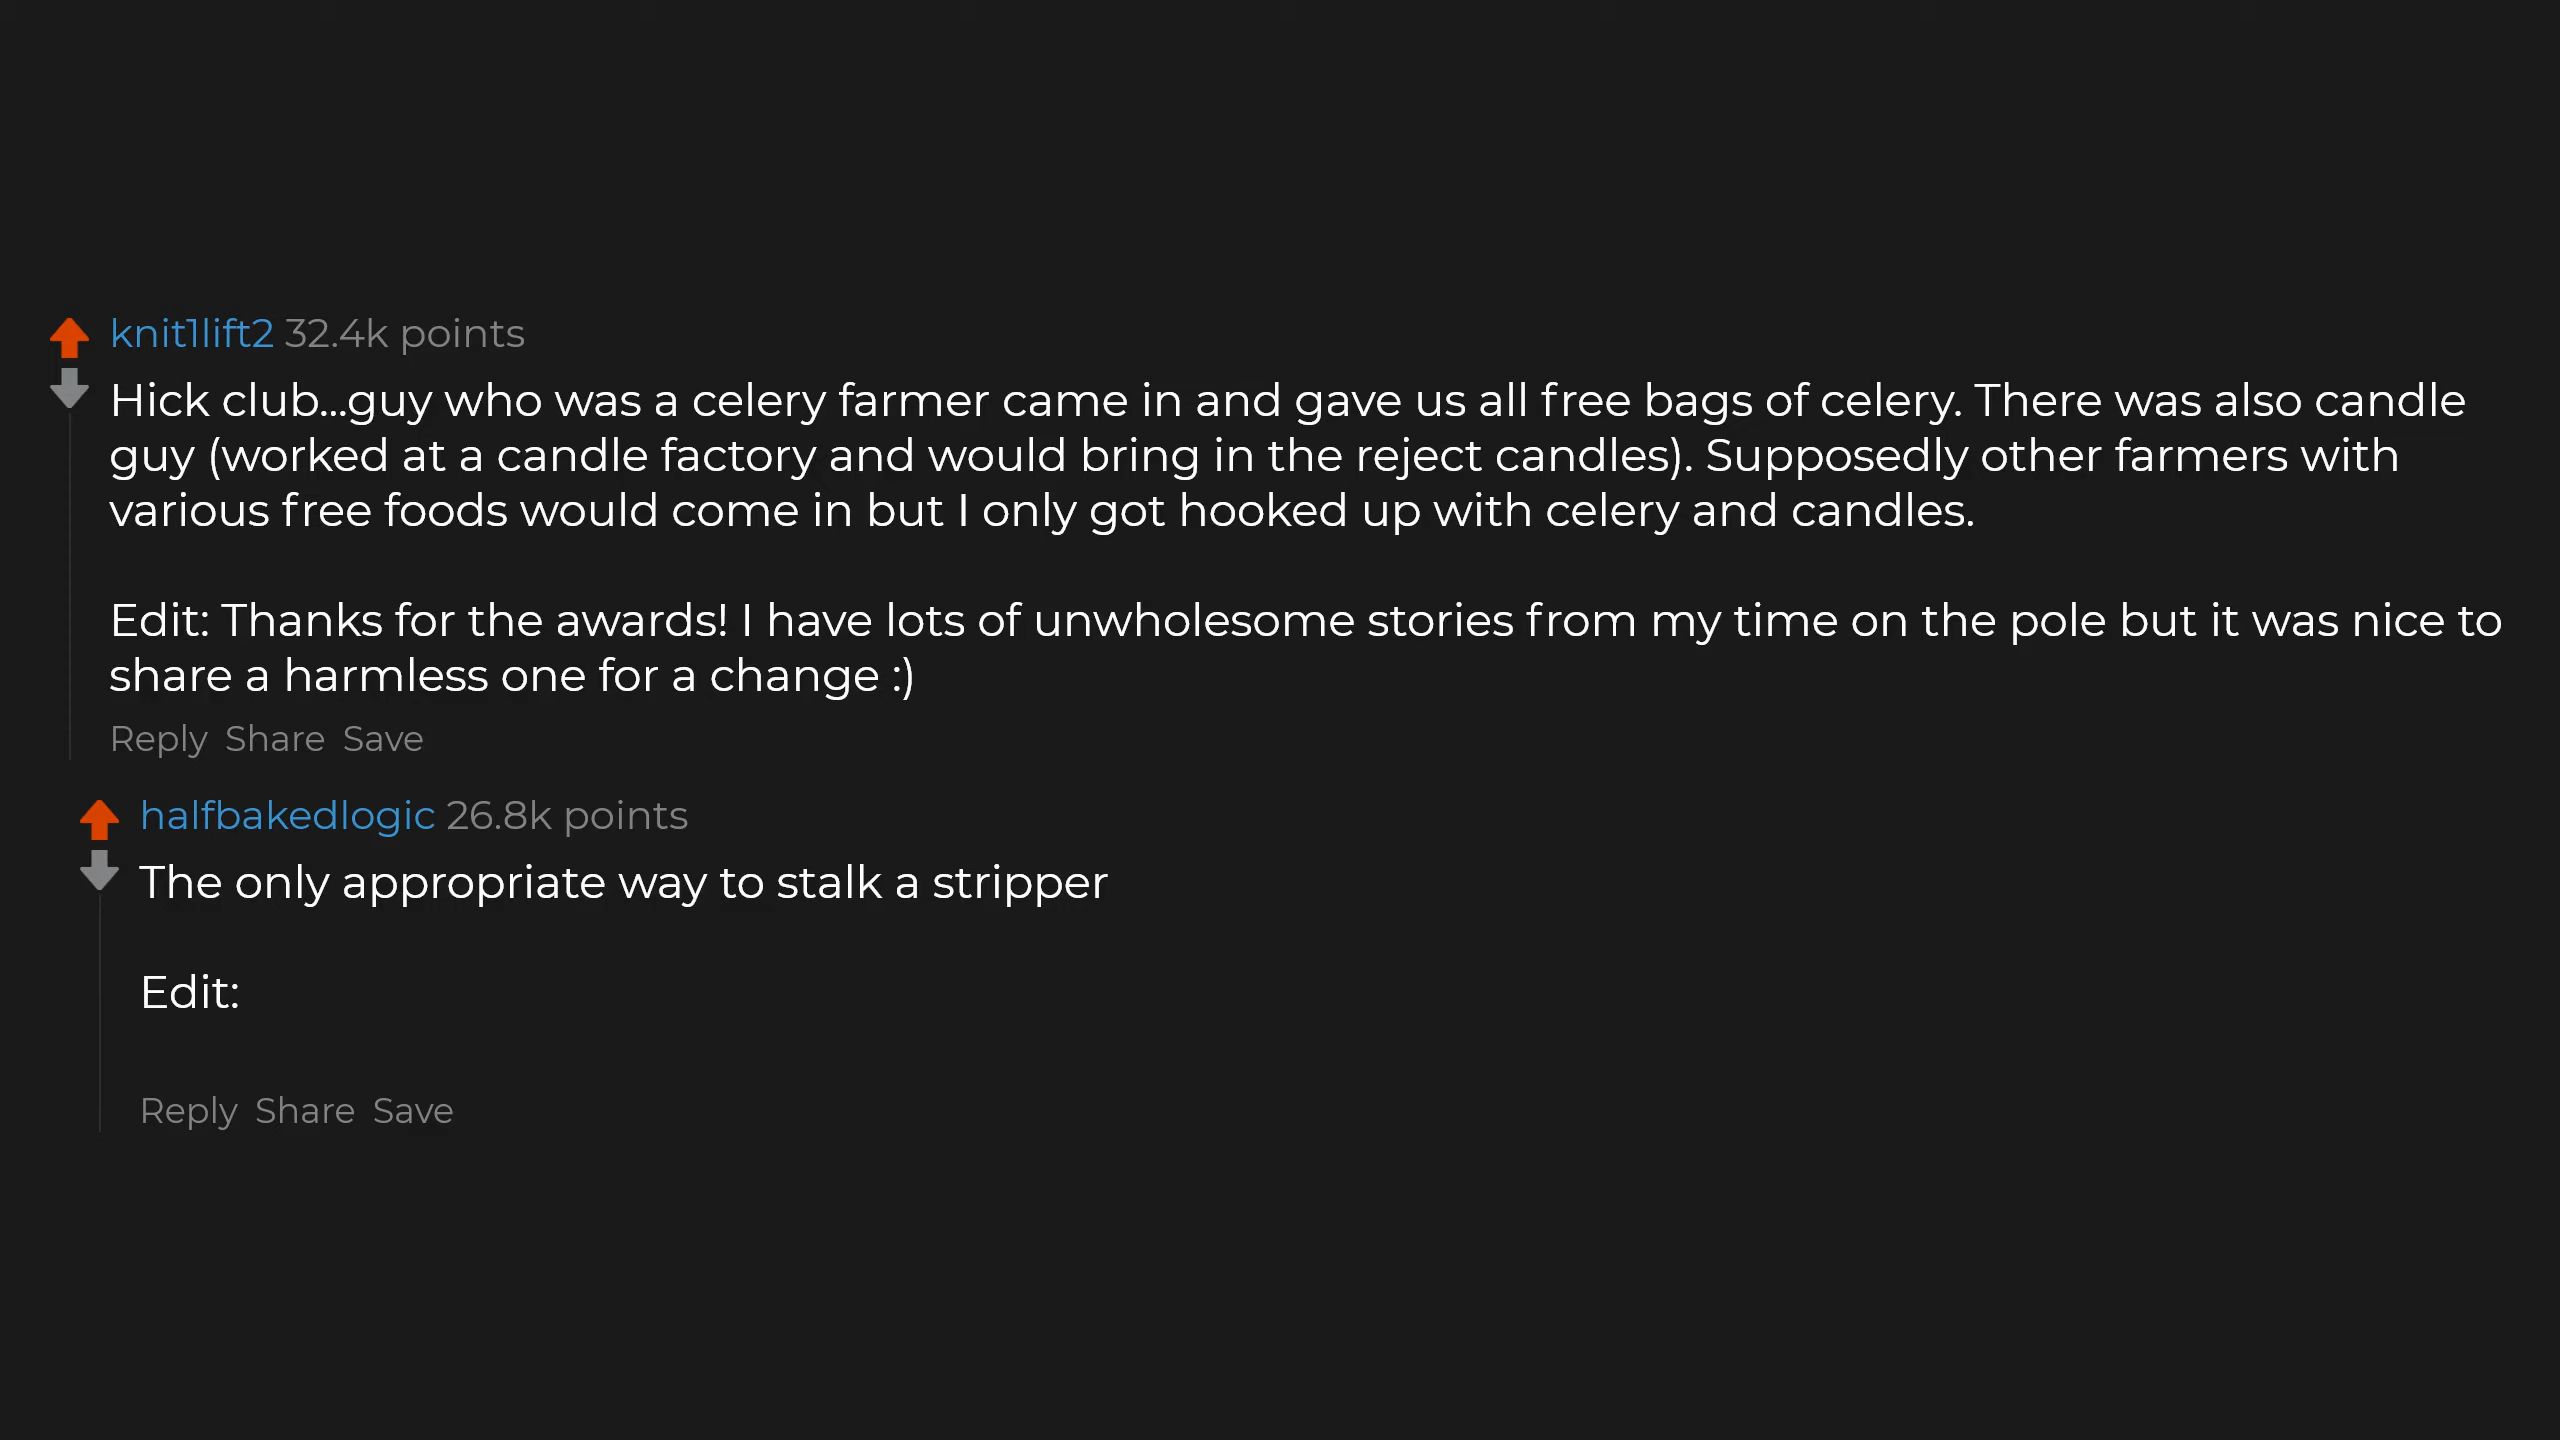 knit1lift2 32.4k points
Hick club...guy who was a celery farmer came in and gave us all free bags of celery. There was also candle
guy (worked at a candle factory and would bring in the reject candles). Supposedly other farmers with
various free foods would come in but I only got hooked up with celery and candles.
Edit: Thanks for the awards! I have lots of unwholesome stories from my time on the pole but it was nice to
share a harmless one for a change :)
Reply Share Save
halfbakedlogic 26.8k points
The only appropriate way to stalk a stripper
Edit:
Reply Share Save